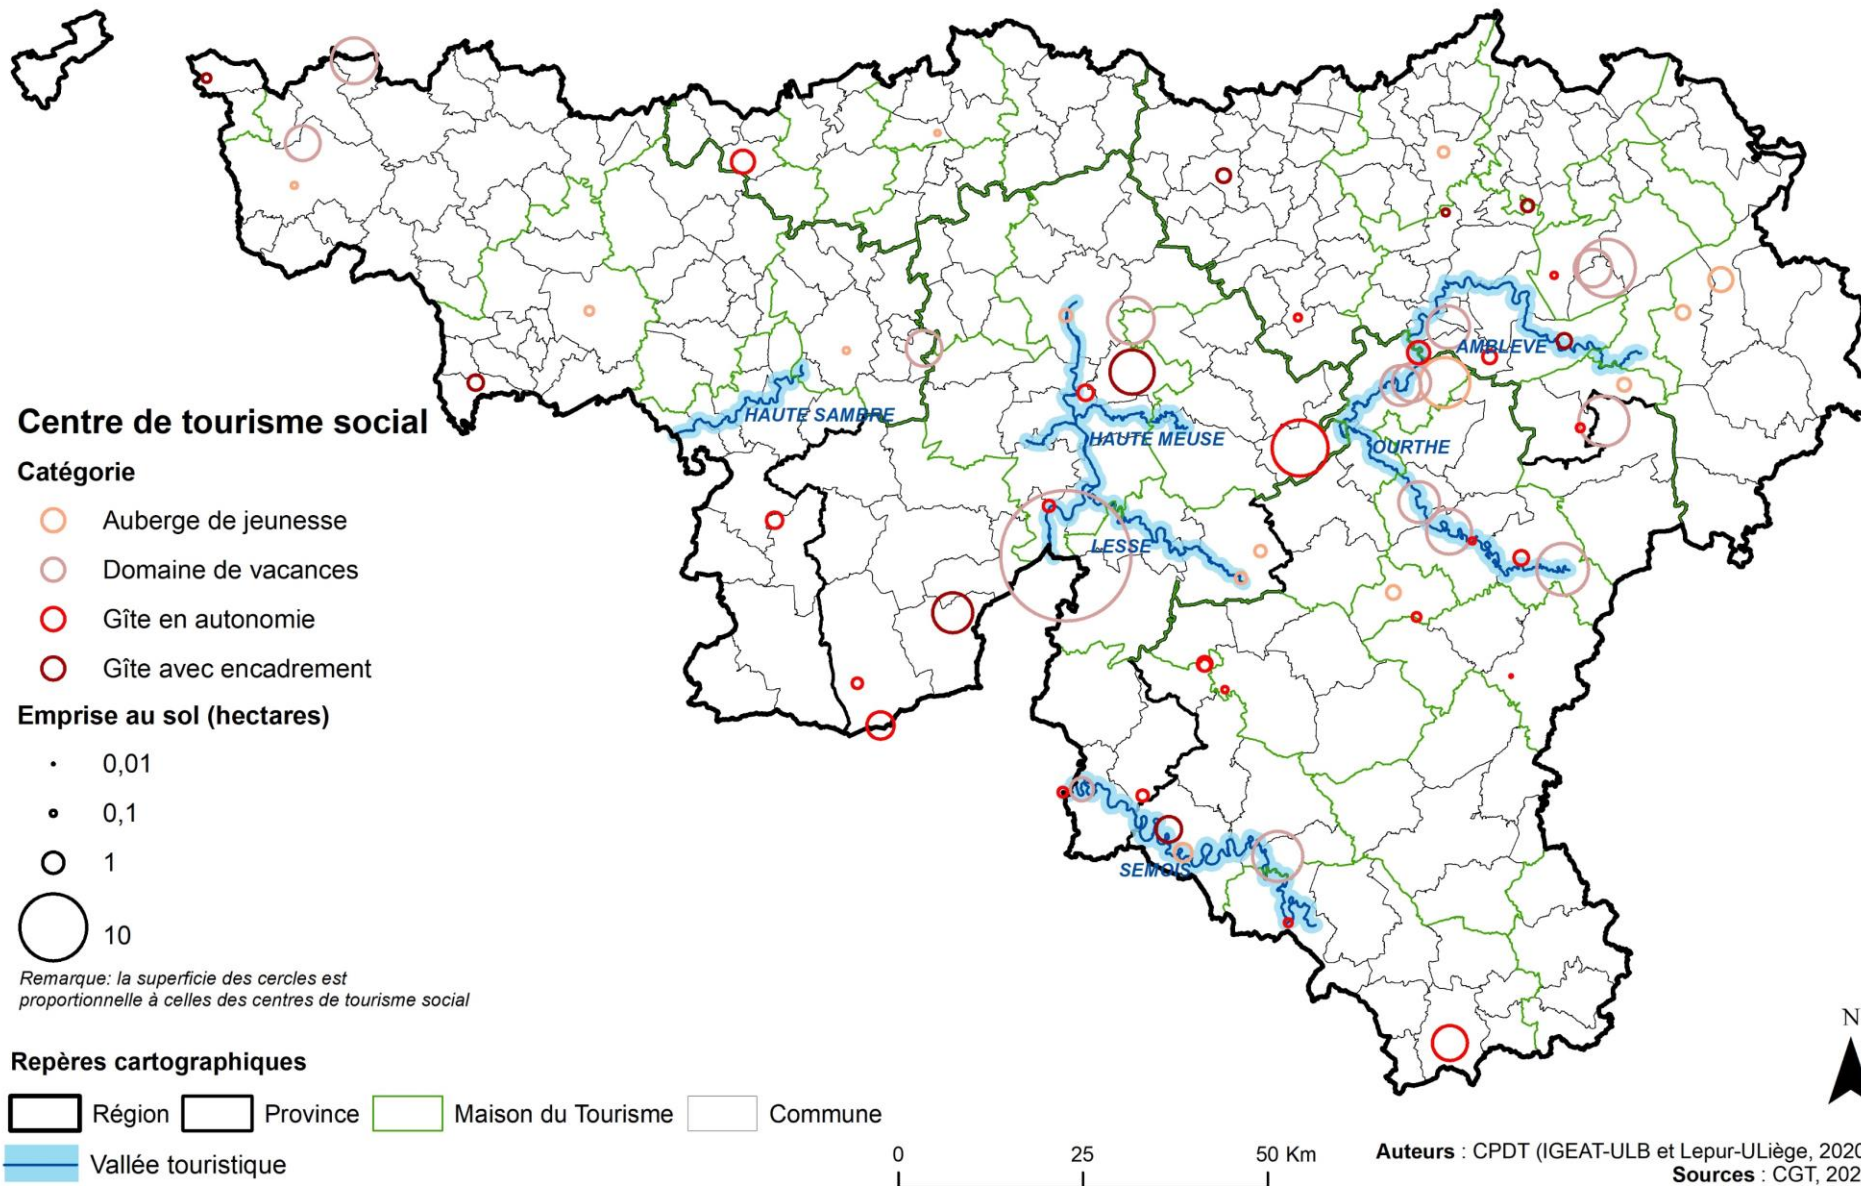 HAUTE SAMBRE
HAUTE MEUSE
LESSE
AMBLEVE
OURTHE
SEMOIS
Centre de tourisme social
Catégorie
Auberge de jeunesse
Domaine de vacances
Gîte en autonomie
Gîte avec encadrement
Emprise au sol (hectares)
0,01
0,1
1
10
Remarque: la superficie des cercles est
proportionnelle à celles des centres de tourisme social
Repères cartographiques
Région Province Maison du Tourisme Commune
Vallée touristique
0 25 50 Km
N
Auteurs : CPDT (IGEAT-ULB et Lepur-ULiège, 2020
Sources : CGT, 202